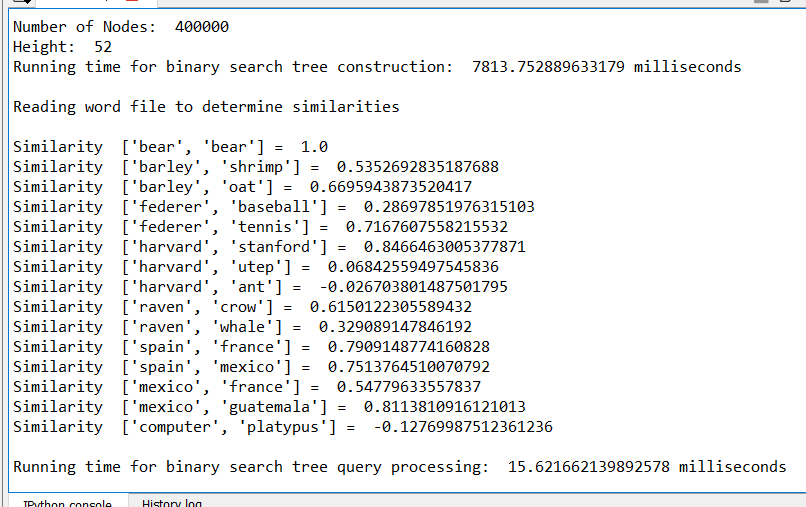 Number of Nodes:  400000
Height:  52
Running time for binary search tree construction:  7813.752889633179 milliseconds
Reading word file to determine similarities
Similarity  ['bear', 'bear'] =  1.0
Similarity  ['barley', 'shrimp'] =  0.5352692835187688
Similarity  ['barley', 'oat'] =  0.6695943873520417
Similarity  ['federer', 'baseball'] =  0.28697851976315103
Similarity  ['federer', 'tennis'] =  0.7167607558215532
Similarity  ['harvard', 'stanford'] =  0.8466463005377871
Similarity  ['harvard', 'utep'] =  0.06842559497545836
Similarity  ['harvard', 'ant'] =  -0.026703801487501795
Similarity  ['raven', 'crow'] =  0.6150122305589432
Similarity  ['raven', 'whale'] =  0.329089147846192
Similarity  ['spain', 'france'] =  0.7909148774160828
Similarity  ['spain', 'mexico'] =  0.7513764510070792
Similarity  ['mexico', 'france'] =  0.54779633557837
Similarity  ['mexico', 'guatemala'] =  0.8113810916121013
Similarity  ['computer', 'platypus'] =  -0.12769987512361236
Running time for binary search tree query processing:  15.621662139892578 milliseconds
IPython console  History log